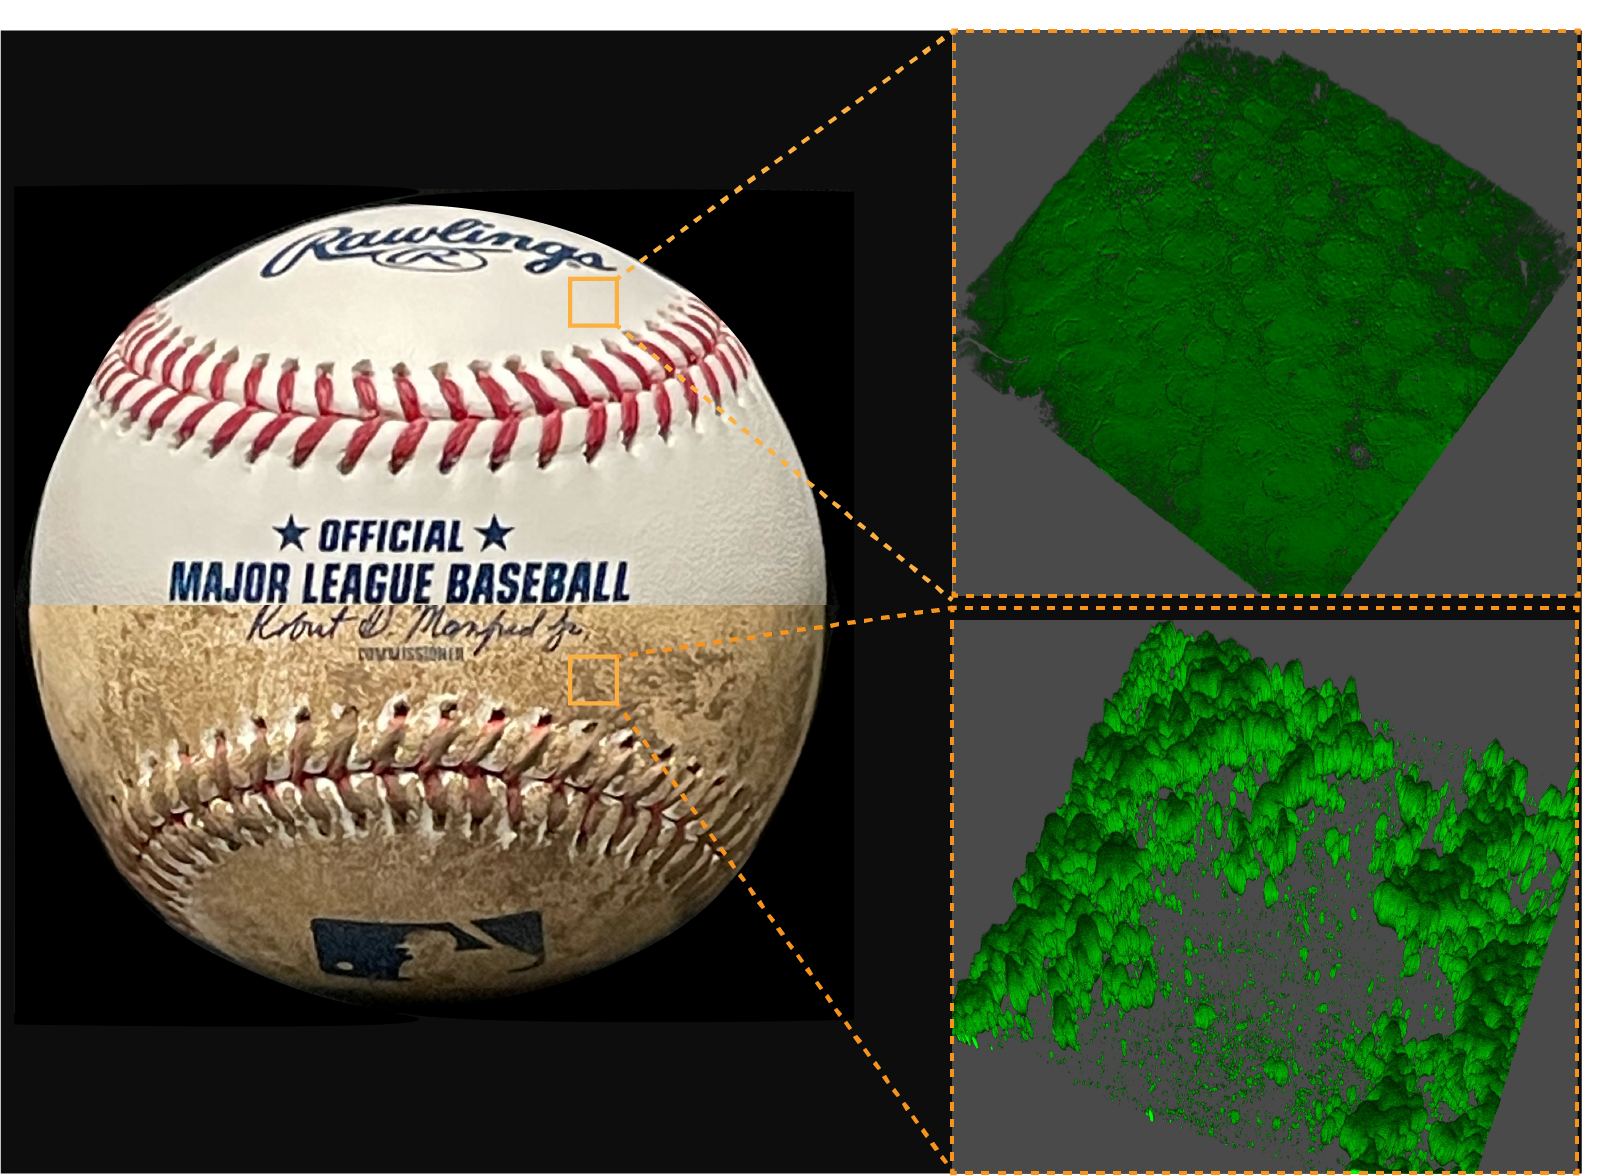 Rawlings
R
★ OFFICIAL ★
MAJOR LEAGUE BASEBALL
Robert D. Manfred Jr.
COMMISSIONER